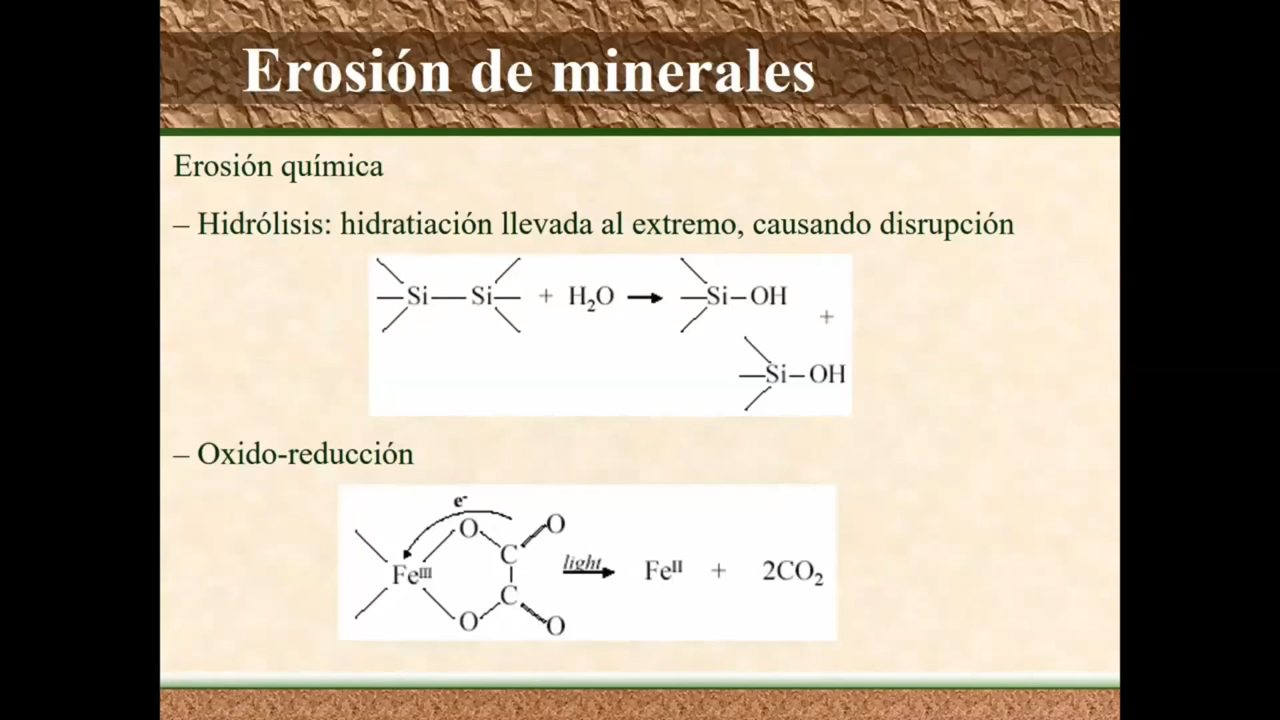 Erosión de minerales
Erosión química
– Hidrólisis: hidratiación llevada al extremo, causando disrupción
—Si—Si— + H₂O → —Si–OH
+
—Si–OH
– Oxido-reducción
e⁻
O O
C
Feᴵᴵᴵ light Feᴵᴵ + 2CO₂
C
O O